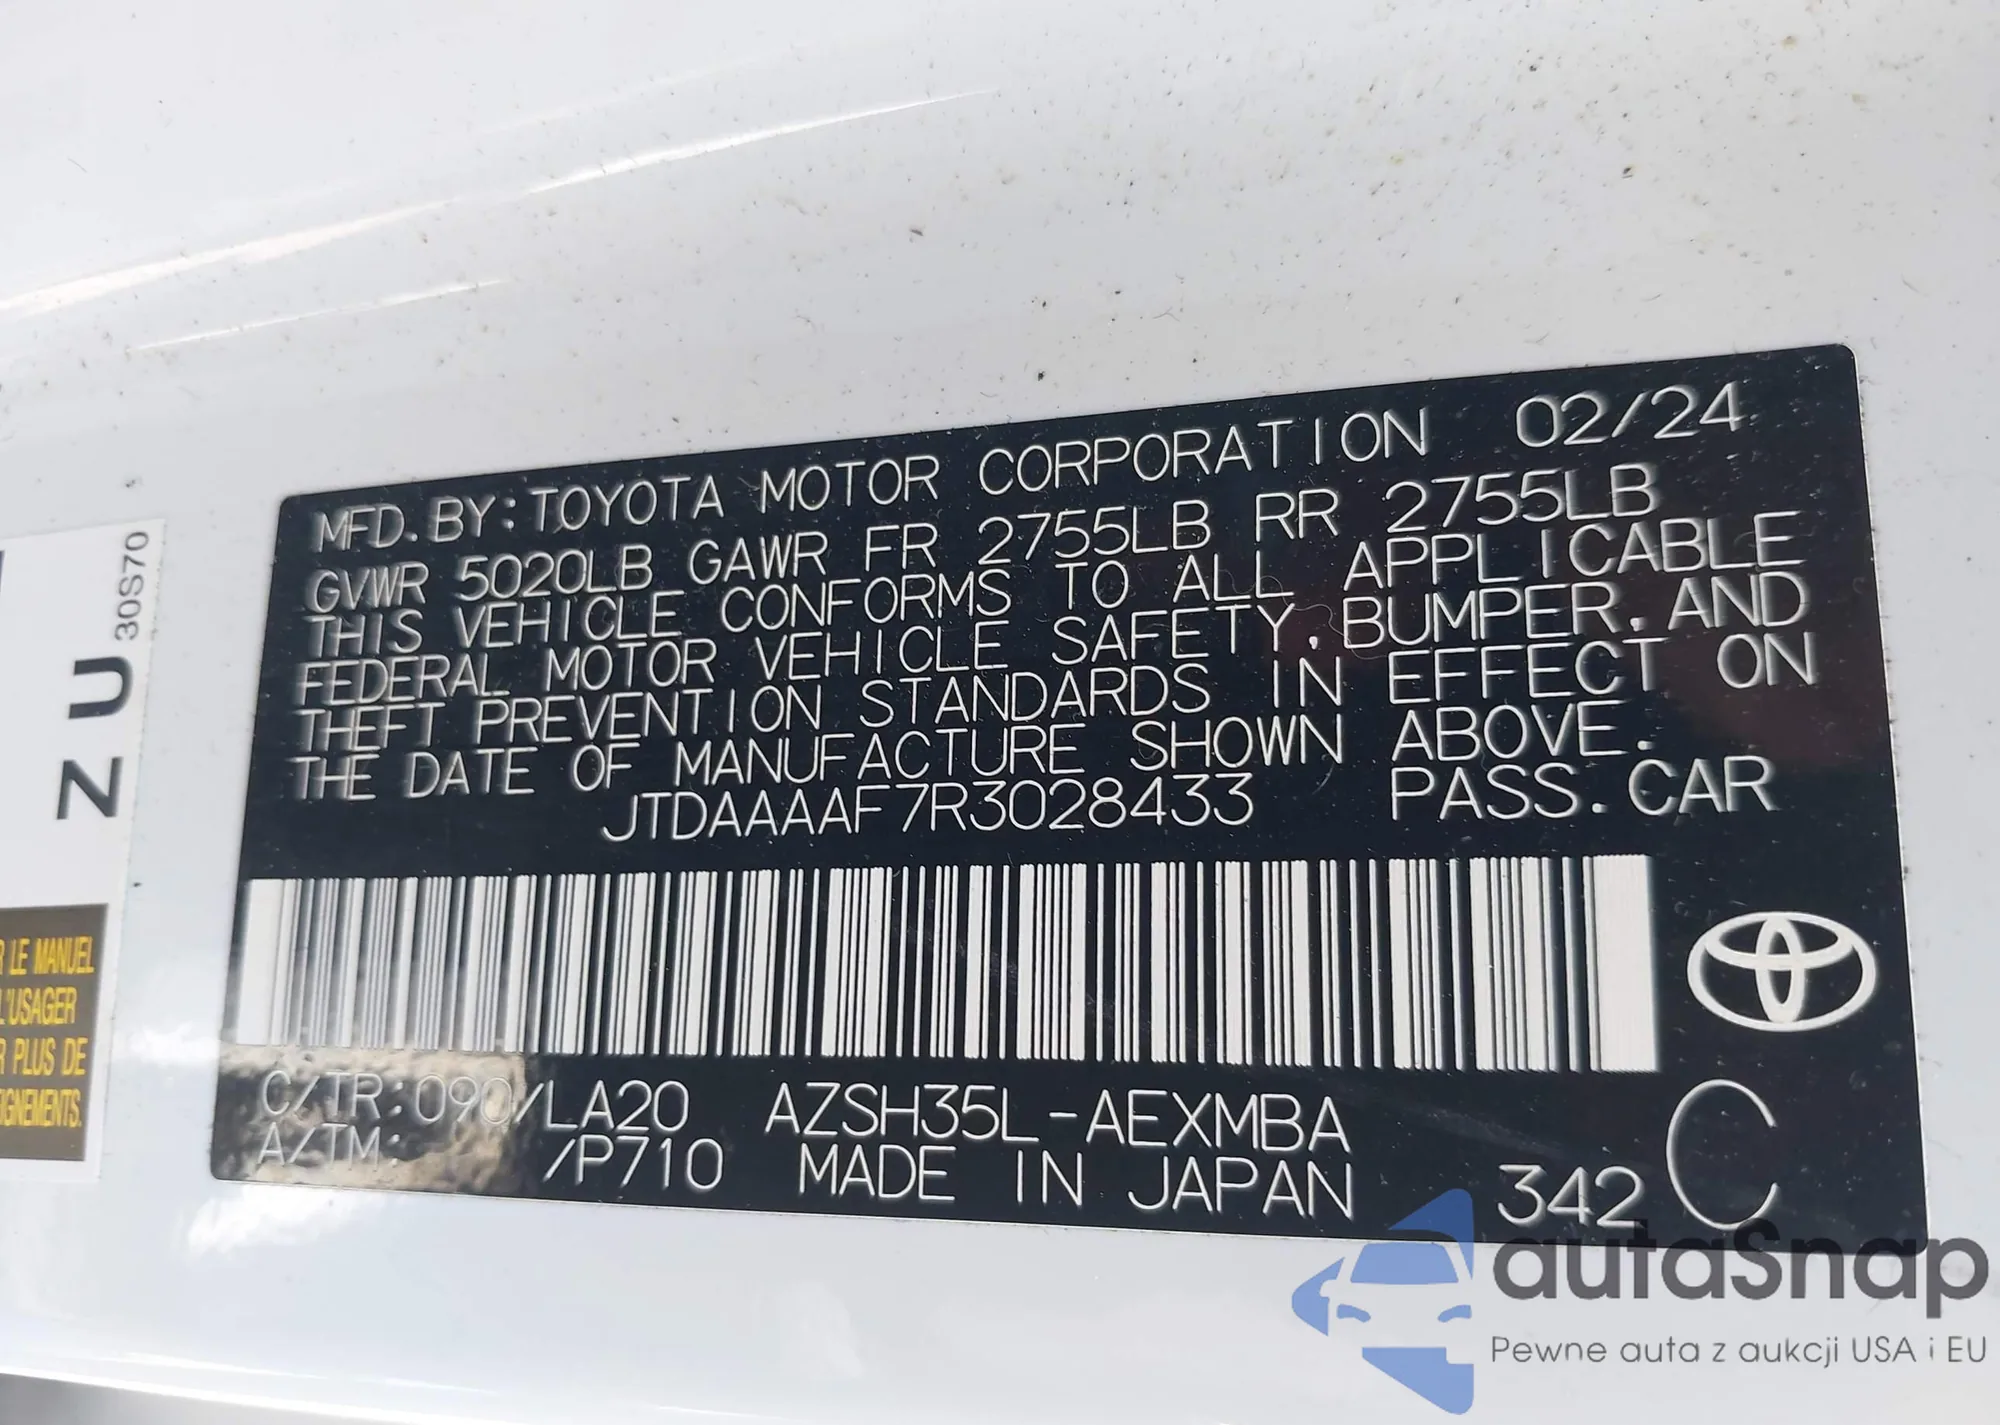 MFD.BY:TOYOTA MOTOR CORPORATION 02/24
GVWR 5020LB GAWR FR 2755LB RR 2755LB
THIS VEHICLE CONFORMS TO ALL APPLICABLE
FEDERAL MOTOR VEHICLE SAFETY, BUMPER, AND
THEFT PREVENTION STANDARDS IN EFFECT ON
THE DATE OF MANUFACTURE SHOWN ABOVE.
JTDAAAAF7R3028433 PASS.CAR
C/TR:090/LA20 AZSH35L-AEXMBA C
A/TM: /P710 MADE IN JAPAN 342
ZU 30S70
LE MANUEL
L'USAGER
PLUS DE
autaSnap
Pewne auta z aukcji USA i EU